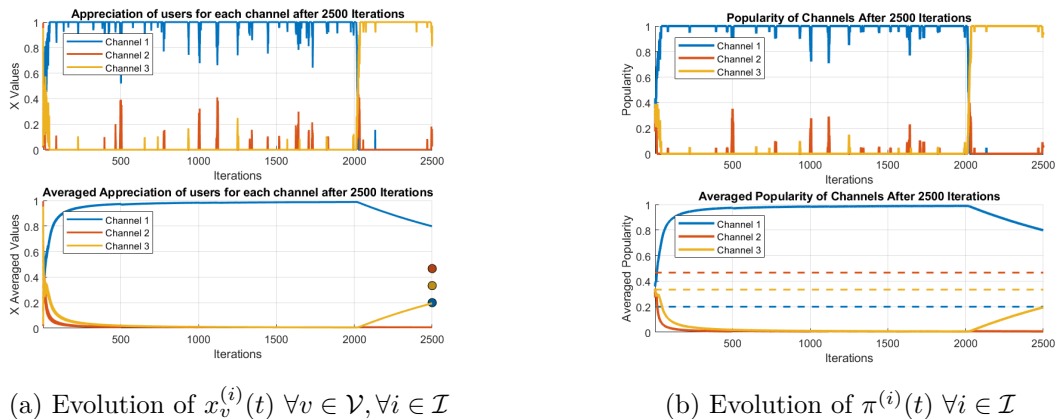 Appreciation of users for each channel after 2500 Iterations
1
0.8
0.6
0.4
0.2
0
X Values
Channel 1
Channel 2
Channel 3
500
1000
1500
2000
2500
Iterations
Averaged Appreciation of users for each channel after 2500 Iterations
1
0.8
0.6
0.4
0.2
0
X Averaged Values
Channel 1
Channel 2
Channel 3
500
1000
1500
2000
2500
Iterations
(a) Evolution of $x_v^{(i)}(t)$ ∀v ∈ 𝒱, ∀i ∈ ℐ
Popularity of Channels After 2500 Iterations
1
0.8
0.6
0.4
0.2
0
Popularity
Channel 1
Channel 2
Channel 3
500
1000
1500
2000
2500
Iterations
Averaged Popularity of Channels After 2500 Iterations
1
0.8
0.6
0.4
0.2
0
Averaged Popularity
Channel 1
Channel 2
Channel 3
500
1000
1500
2000
2500
Iterations
(b) Evolution of $π^{(i)}(t)$ ∀i ∈ ℐ